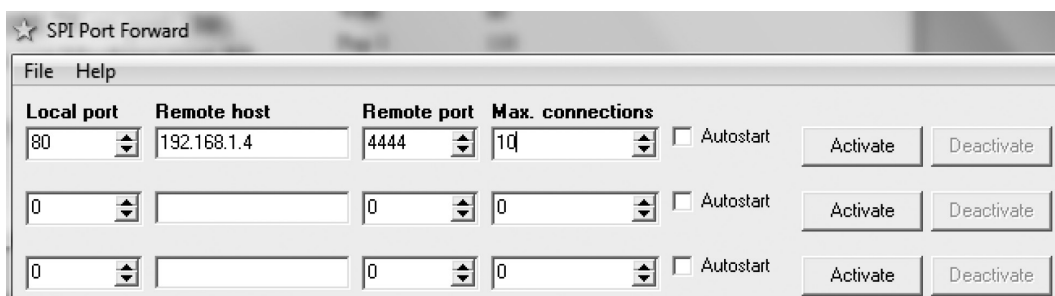 SPI Port Forward
File Help
Local port Remote host Remote port Max. connections
80 192.168.1.4 4444 10 Autostart Activate Deactivate
0 0 0 Autostart Activate Deactivate
0 0 0 Autostart Activate Deactivate